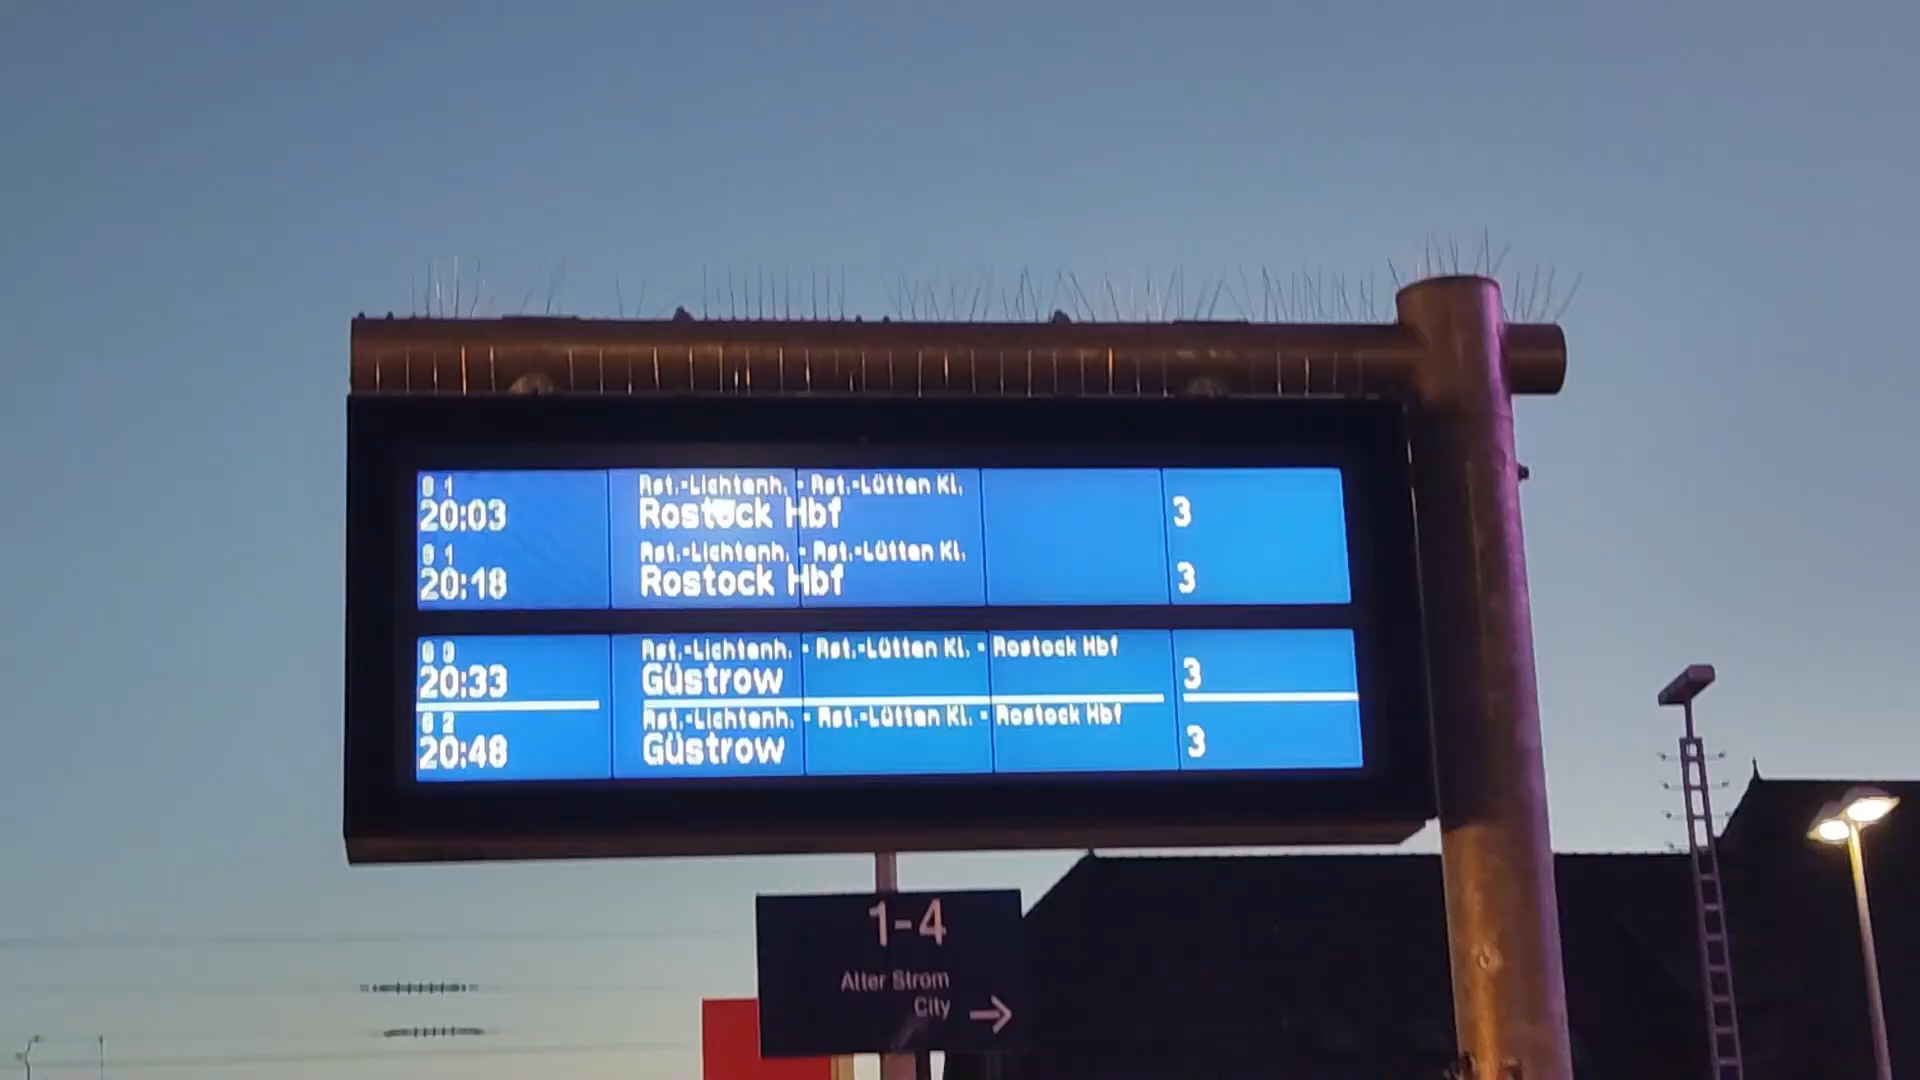 S 1
Rst.-Lichtenh. - Rst.-Lütten Kl.
20:03 Rostock Hbf 3
S 1
Rst.-Lichtenh. - Rst.-Lütten Kl.
20:18 Rostock Hbf 3
Rst.-Lichtenh. - Rst.-Lütten Kl. - Rostock Hbf
20:33 Güstrow 3
S 2
Rst.-Lichtenh. - Rst.-Lütten Kl. - Rostock Hbf
20:48 Güstrow 3
1-4
Alter Strom
City →